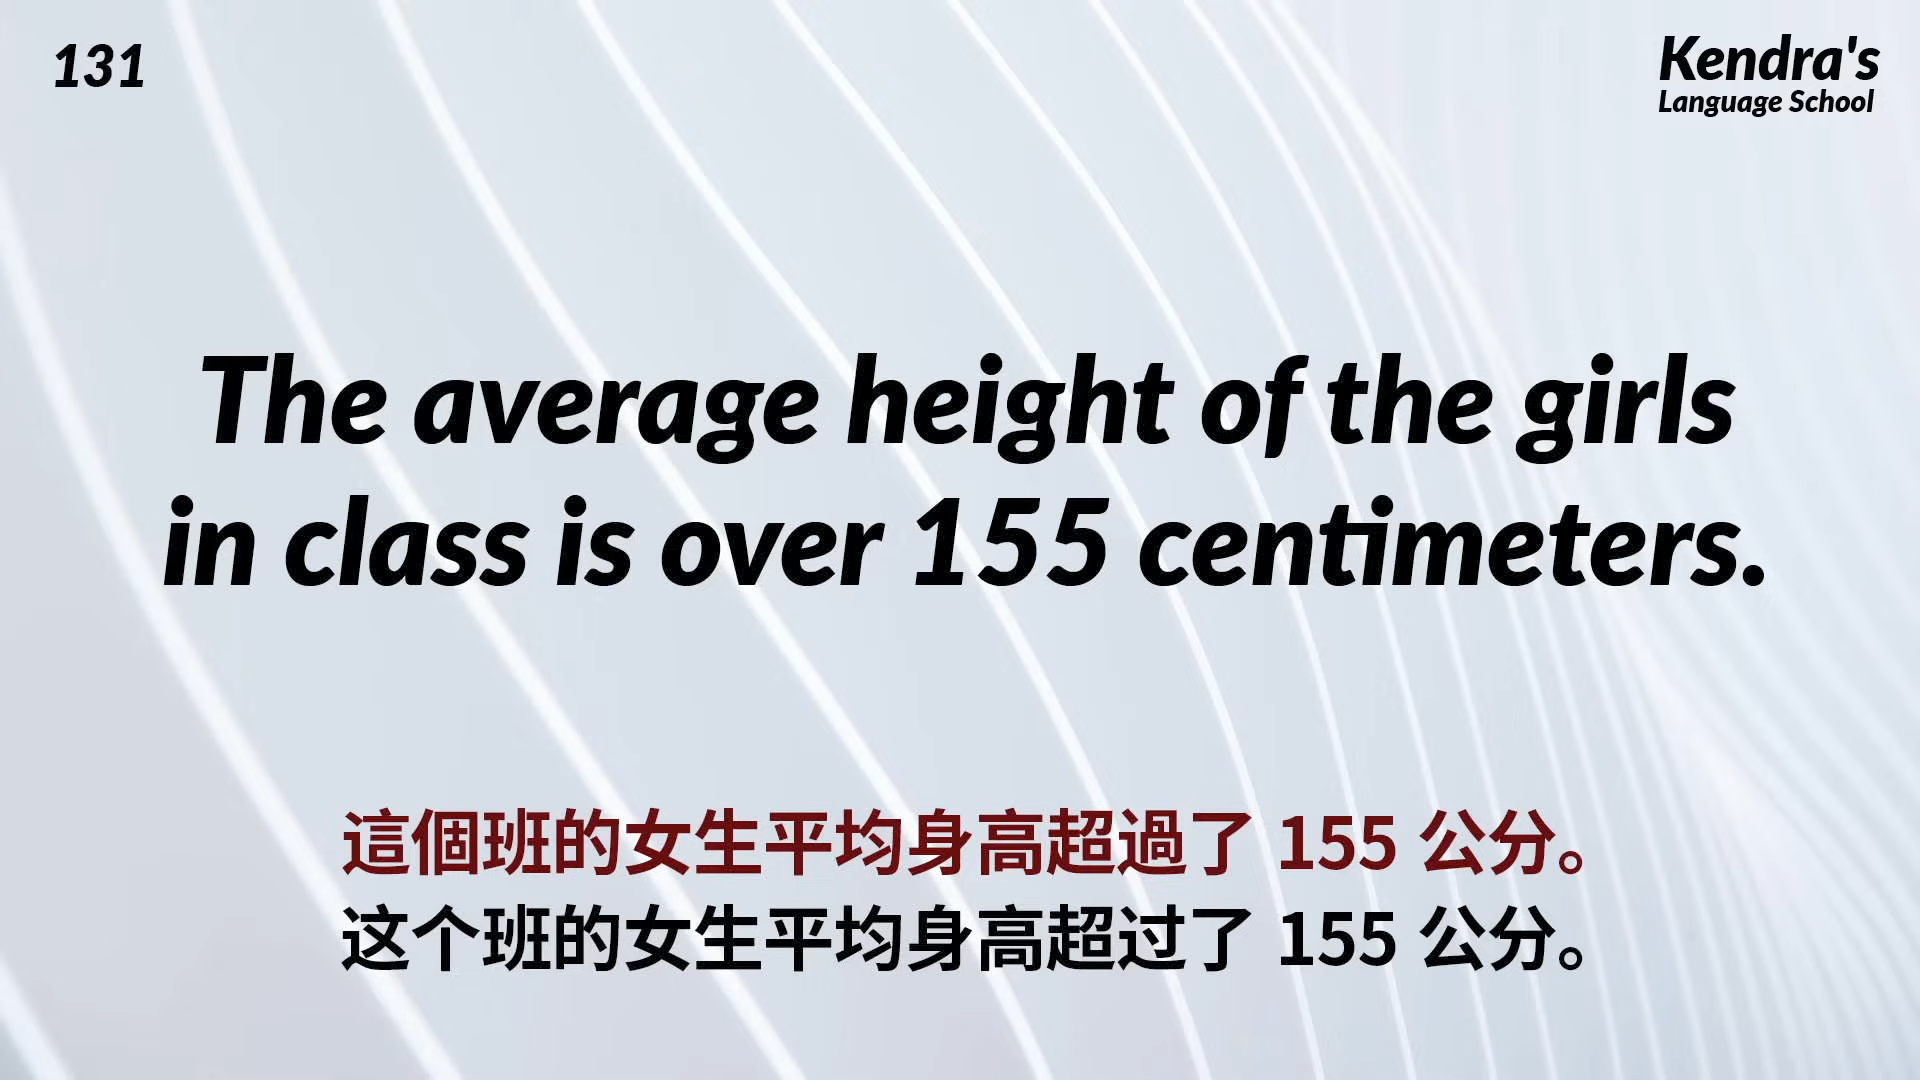 131
Kendra's
Language School
The average height of the girls
in class is over 155 centimeters.
這個班的女生平均身高超過了 155 公分。
这个班的女生平均身高超过了 155 公分。